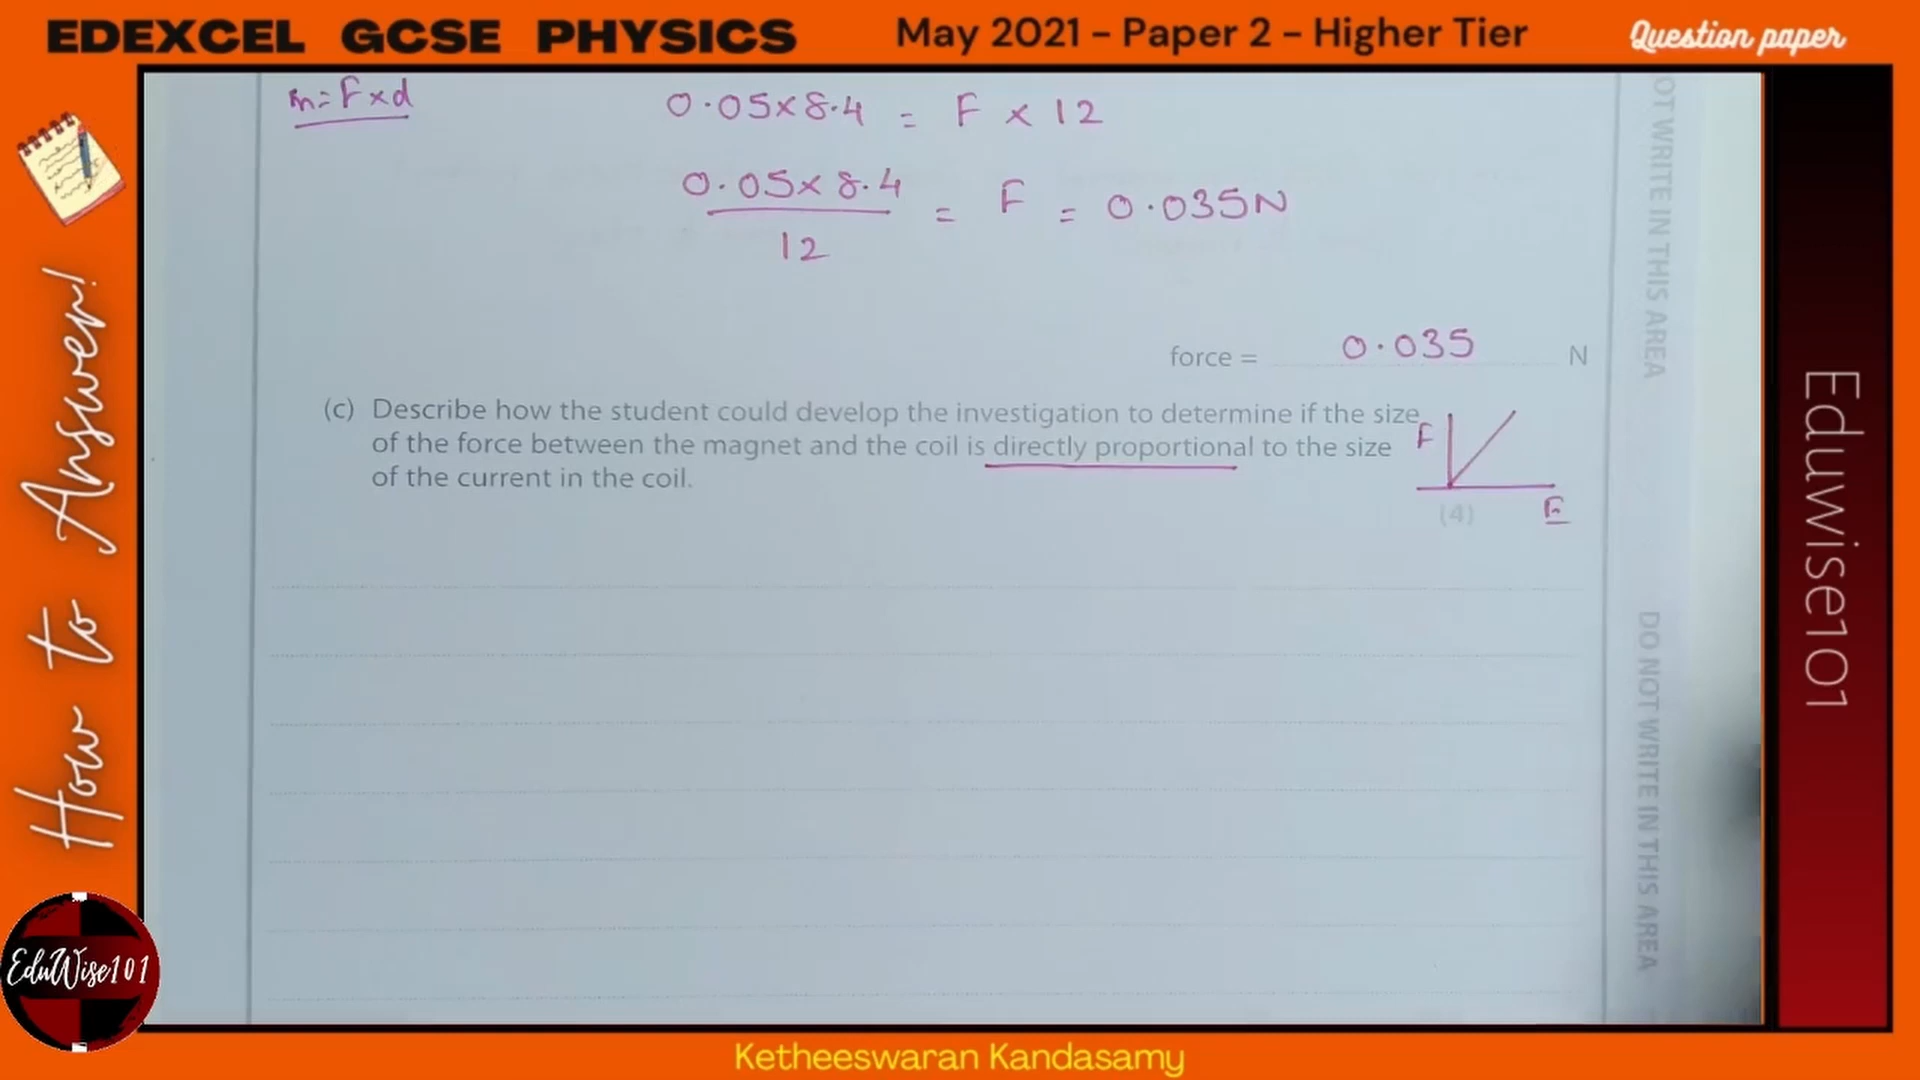 EDEXCEL GCSE PHYSICS
May 2021 - Paper 2 - Higher Tier
Question paper
How to Answer!
m = F x d
0.05 x 8.4 = F x 12
0.05 x 8.4
12
= F = 0.035N
force = 0.035 N
(c) Describe how the student could develop the investigation to determine if the size
of the force between the magnet and the coil is directly proportional to the size
of the current in the coil.
F
(4)
OT WRITE IN THIS AREA
DO NOT WRITE IN THIS AREA
Eduwise101
EduWise101
Ketheeswaran Kandasamy